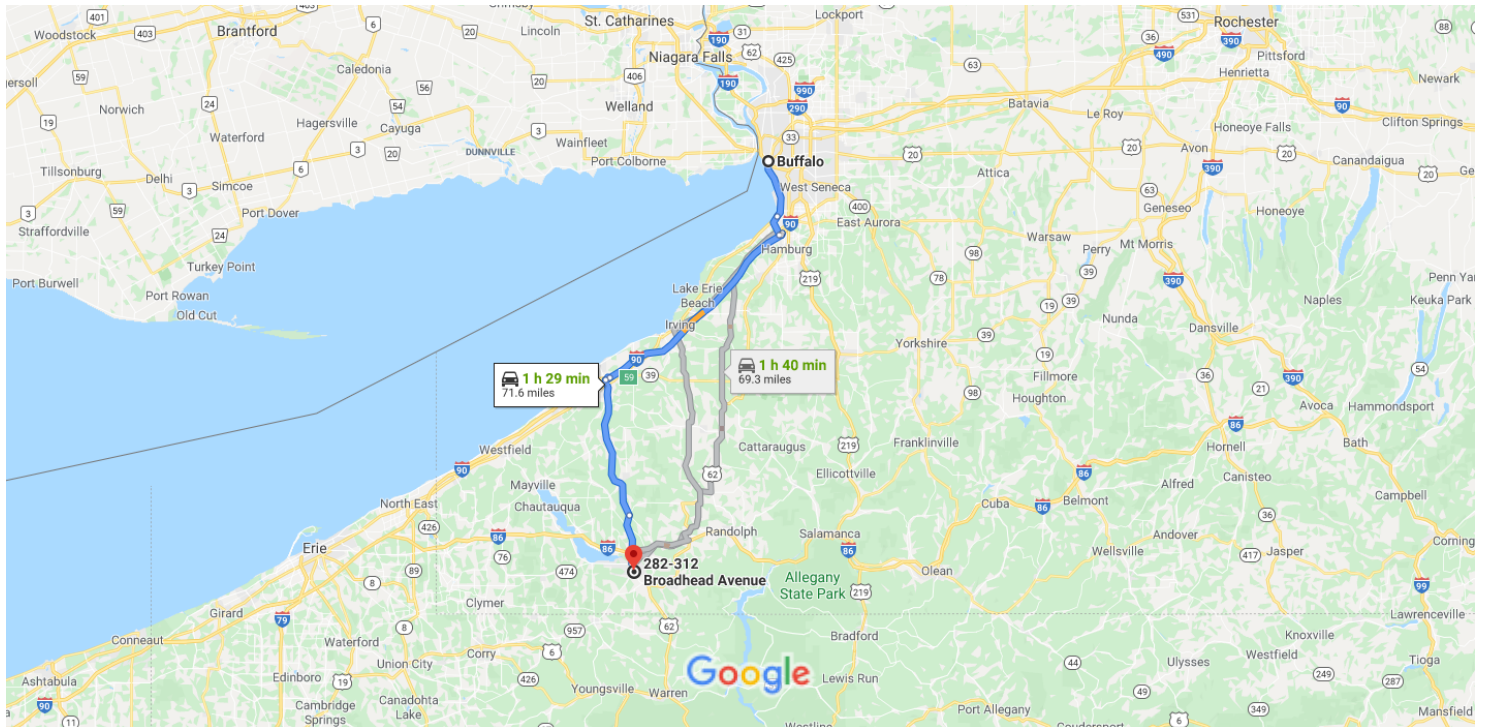 Woodstock
401
403
Brantford
Lincoln
St. Catharines
Niagara Falls
Lockport
Rochester
Pittsford
Henrietta
Newark
Caledonia
Norwich
Hagersville
Cayuga
Waterford
Welland
Wainfleet
DUNNVILLE
Port Colborne
Batavia
Le Roy
Honeoye Falls
Clifton Springs
Buffalo
West Seneca
Attica
Avon
Canandaigua
Tillsonburg
Delhi
Simcoe
Port Dover
Straffordville
East Aurora
Geneseo
Honeoye
Hamburg
Warsaw
Perry
Mt Morris
Turkey Point
Port Burwell
Port Rowan
Old Cut
Lake Erie
Beach
Irving
Naples
Keuka Park
Nunda
Dansville
Yorkshire
1 h 29 min
71.6 miles
59
1 h 40 min
69.3 miles
Fillmore
Houghton
Avoca
Hammondsport
Westfield
Cattaraugus
Franklinville
Hornell
Bath
Mayville
Chautauqua
Ellicottville
Alfred
Canisteo
Campbell
North East
Cuba
Belmont
Erie
Randolph
Salamanca
Andover
Wellsville
Jasper
Corning
282-312
Broadhead Avenue
Olean
Allegany
State Park
Clymer
Girard
Conneaut
Waterford
Union City
Corry
Bradford
Lawrenceville
Knoxville
Westfield
Tioga
Ashtabula
Edinboro
Cambridge
Springs
Canadohta
Lake
Youngsville
Warren
Google
Lewis Run
Ulysses
Port Allegany
Mansfield